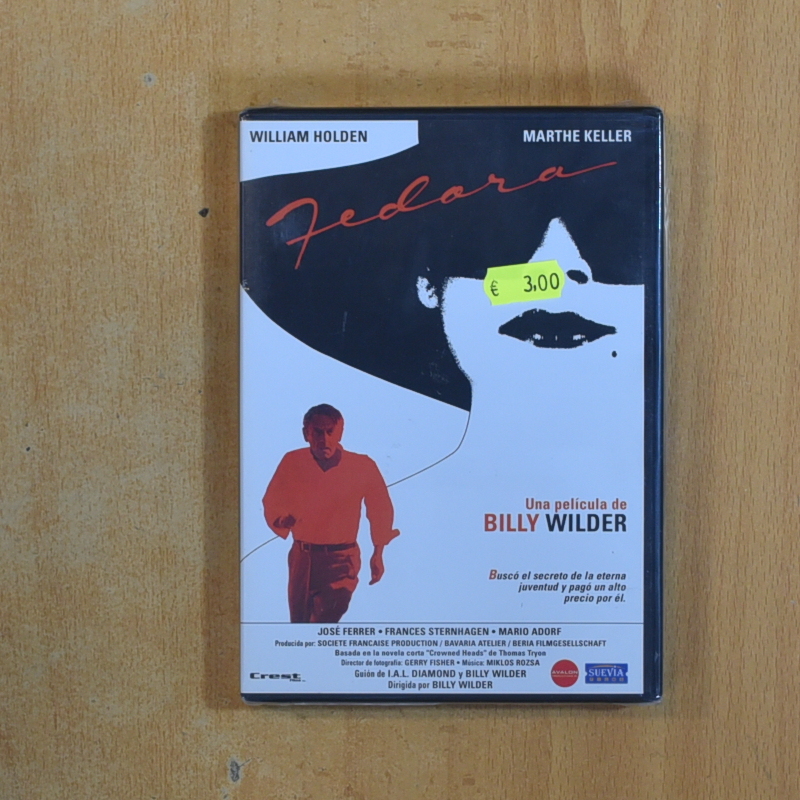 WILLIAM HOLDEN
MARTHE KELLER
Fedora
€ 3,00
Una película de
BILLY WILDER
Buscó el secreto de la eterna
juventud y pagó un alto
precio por él.
JOSÉ FERRER • FRANCES STERNHAGEN • MARIO ADORF
Producida por: SOCIETE FRANCAISE PRODUCTION / BAVARIA ATELIER / BERIA FILMGESELLSCHAFT
Basada en la novela corta "Crowned Heads" de Thomas Tryon
Director de fotografía: GERRY FISHER • Música: MIKLOS ROZSA
Guión de I.A.L. DIAMOND y BILLY WILDER
Dirigida por BILLY WILDER
Crest
AVALON
SUEVIA